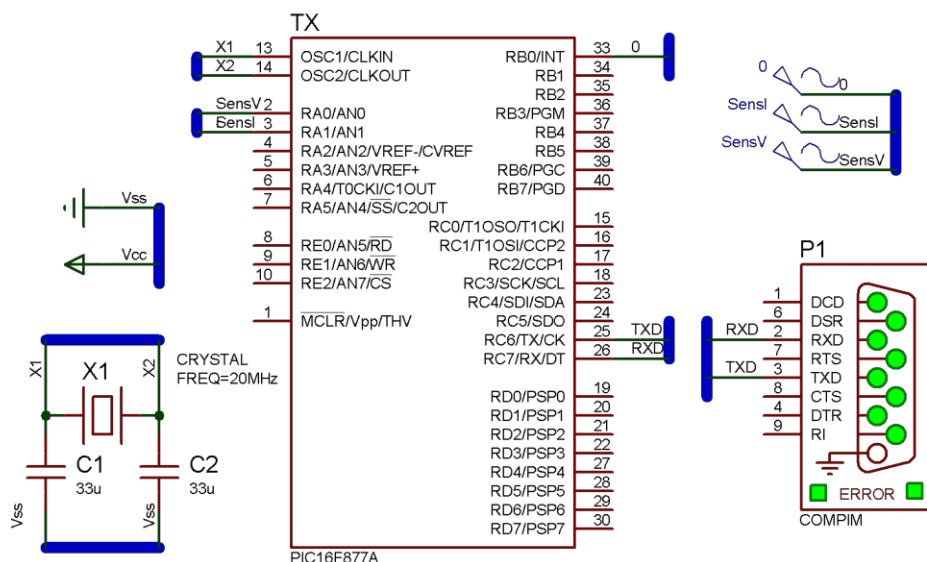 TX
X1 13 OSC1/CLKIN
X2 14 OSC2/CLKOUT
SensV 2 RA0/AN0
SensI 3 RA1/AN1
4 RA2/AN2/VREF-/CVREF
5 RA3/AN3/VREF+
6 RA4/T0CKI/C1OUT
7 RA5/AN4/SS/C2OUT
8 RE0/AN5/RD
9 RE1/AN6/WR
10 RE2/AN7/CS
1 MCLR/Vpp/THV
RB0/INT 33 0
RB1 34
RB2 35
RB3/PGM 36
RB4 37
RB5 38
RB6/PGC 39
RB7/PGD 40
RC0/T1OSO/T1CKI 15
RC1/T1OSI/CCP2 16
RC2/CCP1 17
RC3/SCK/SCL 18
RC4/SDI/SDA 23
RC5/SDO 24
RC6/TX/CK 25 TXD
RC7/RX/DT 26 RXD
RD0/PSP0 19
RD1/PSP1 20
RD2/PSP2 21
RD3/PSP3 22
RD4/PSP4 27
RD5/PSP5 28
RD6/PSP6 29
RD7/PSP7 30
PIC16F877A
Vss
Vcc
X1
X2
X1
CRYSTAL
FREQ=20MHz
C1
33u
C2
33u
Vss
Vss
0 0
SensI SensI
SensV SensV
P1
1 DCD
6 DSR
RXD 2 RXD
7 RTS
TXD 3 TXD
8 CTS
4 DTR
9 RI
ERROR
COMPIM